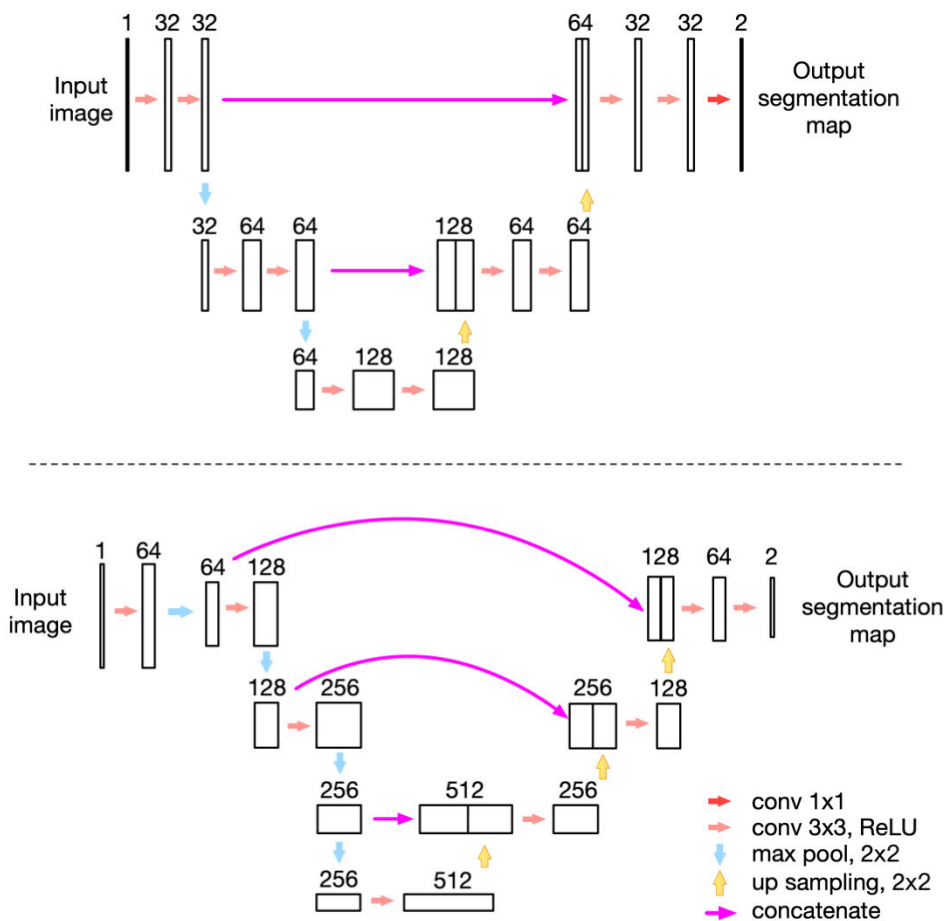 1 32 32 64 32 32 2
Input
image
Output
segmentation
map
32 64 64 128 64 64
64 128 128
1 64 64 128 128 64 2
Input
image
Output
segmentation
map
128 256 256 128
256 512 256
256 512
conv 1x1
conv 3x3, ReLU
max pool, 2x2
up sampling, 2x2
concatenate